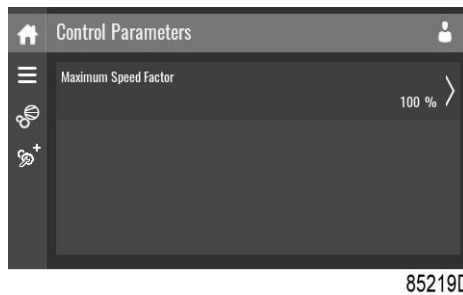 Control Parameters
Maximum Speed Factor
100 %
85219D